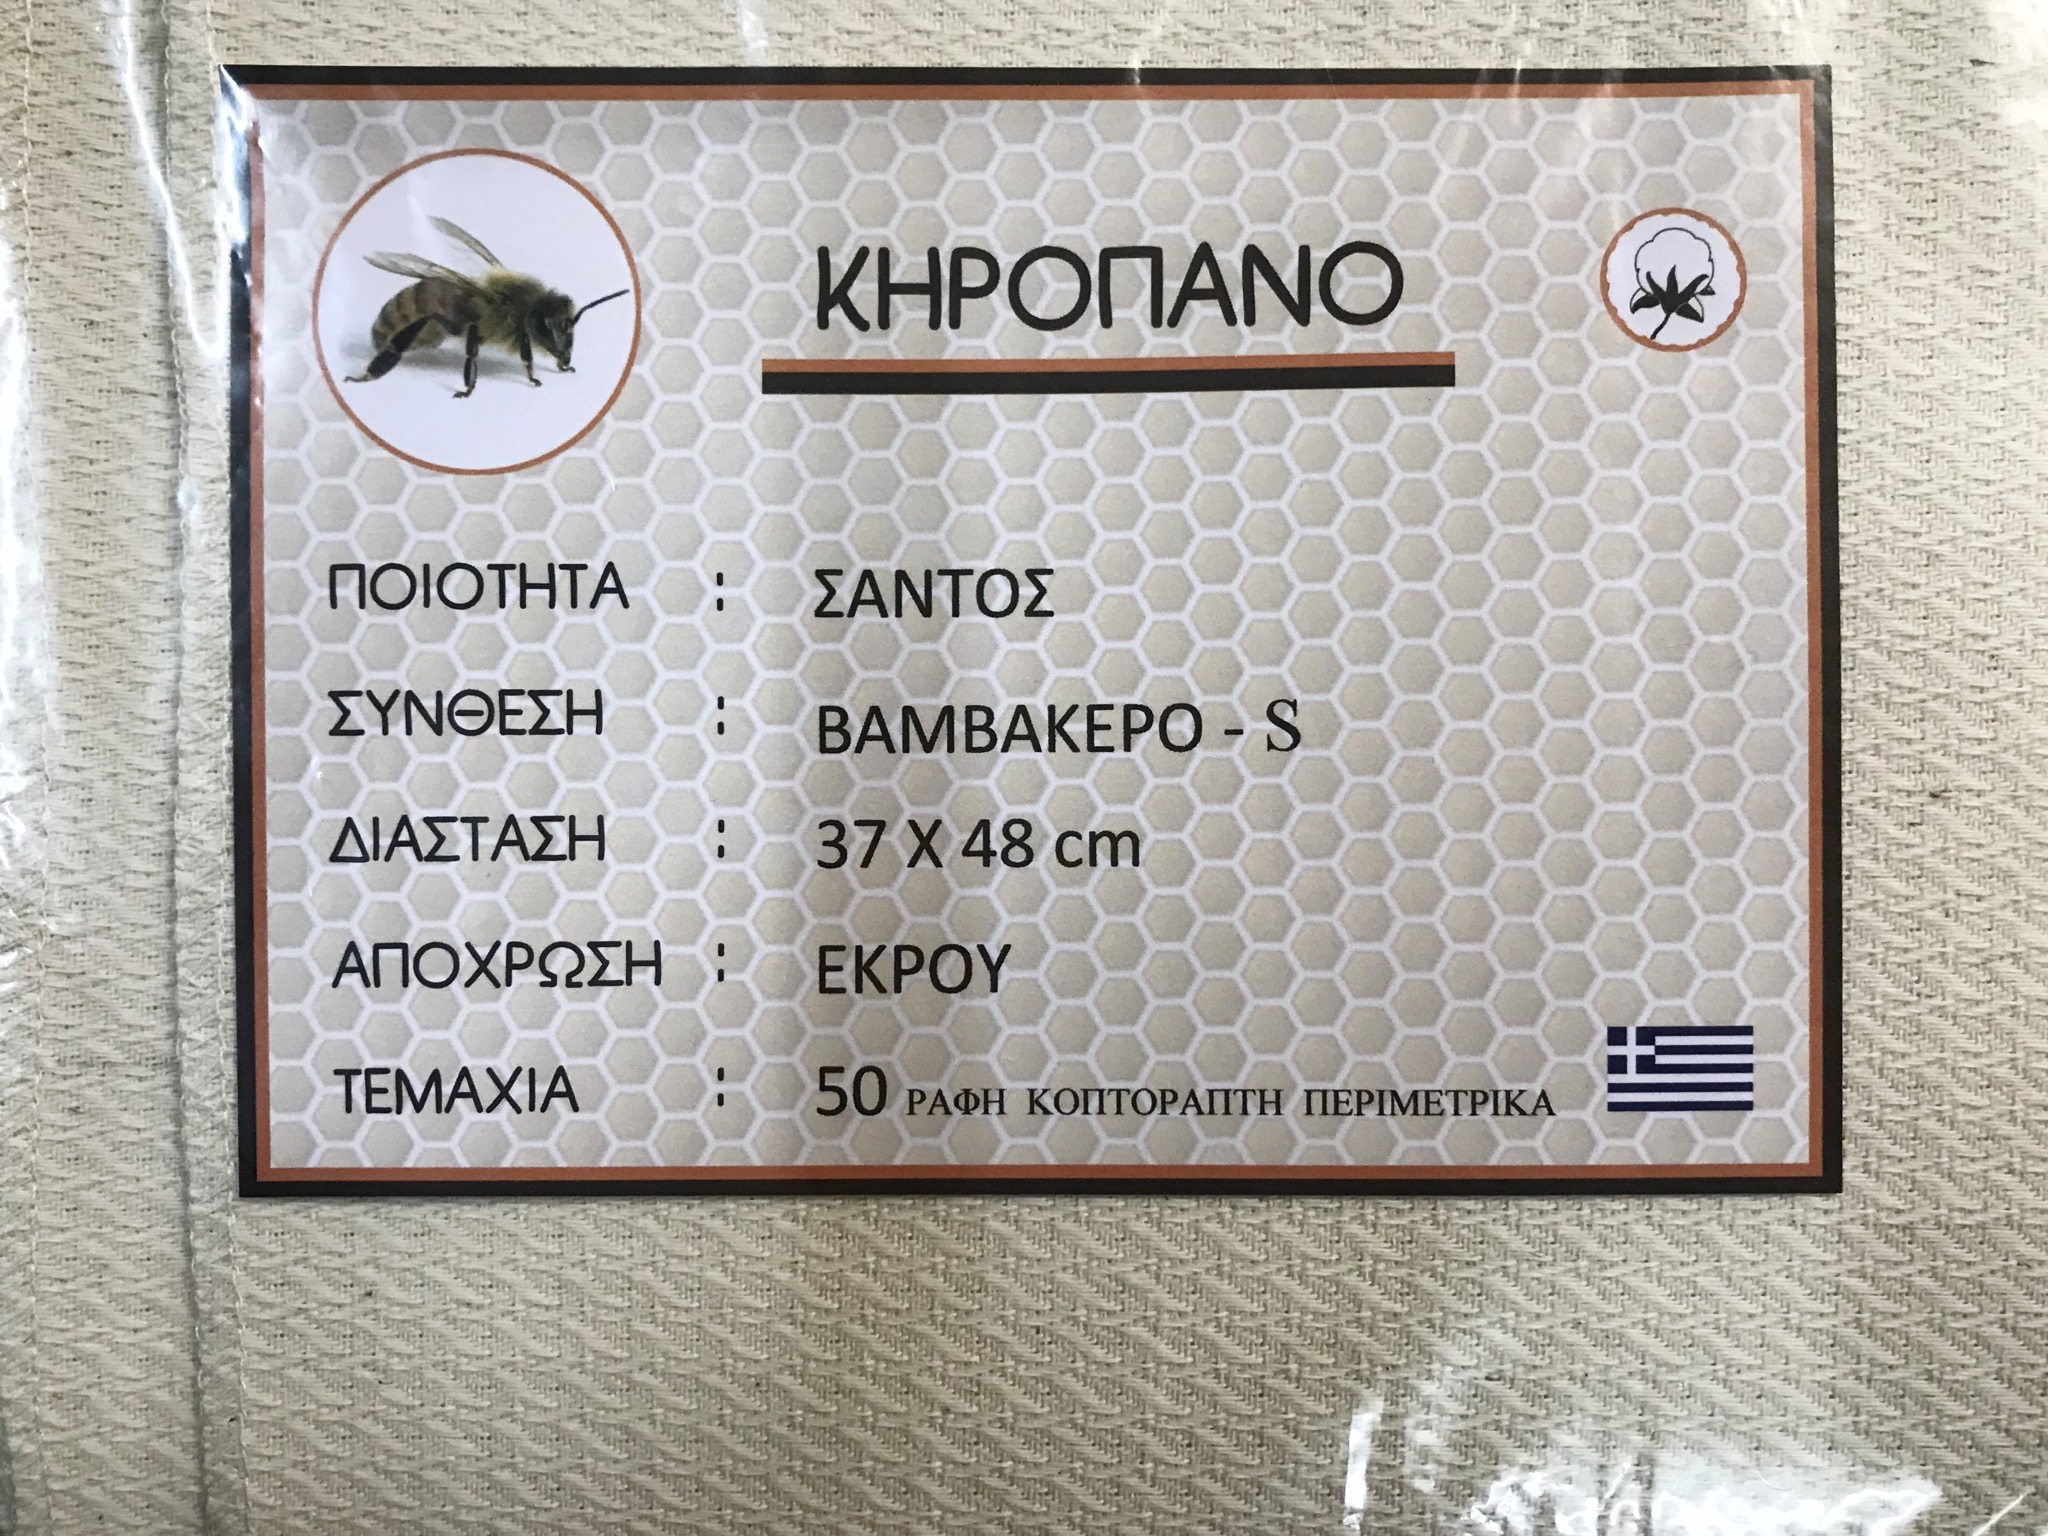 ΚΗΡΟΠΑΝΟ
ΠΟΙΟΤΗΤΑ : ΣΑΝΤΟΣ
ΣΥΝΘΕΣΗ : ΒΑΜΒΑΚΕΡΟ - S
ΔΙΑΣΤΑΣΗ : 37 X 48 cm
ΑΠΟΧΡΩΣΗ : ΕΚΡΟΥ
ΤΕΜΑΧΙΑ : 50 ΡΑΦΗ ΚΟΠΤΟΡΑΠΤΗ ΠΕΡΙΜΕΤΡΙΚΑ